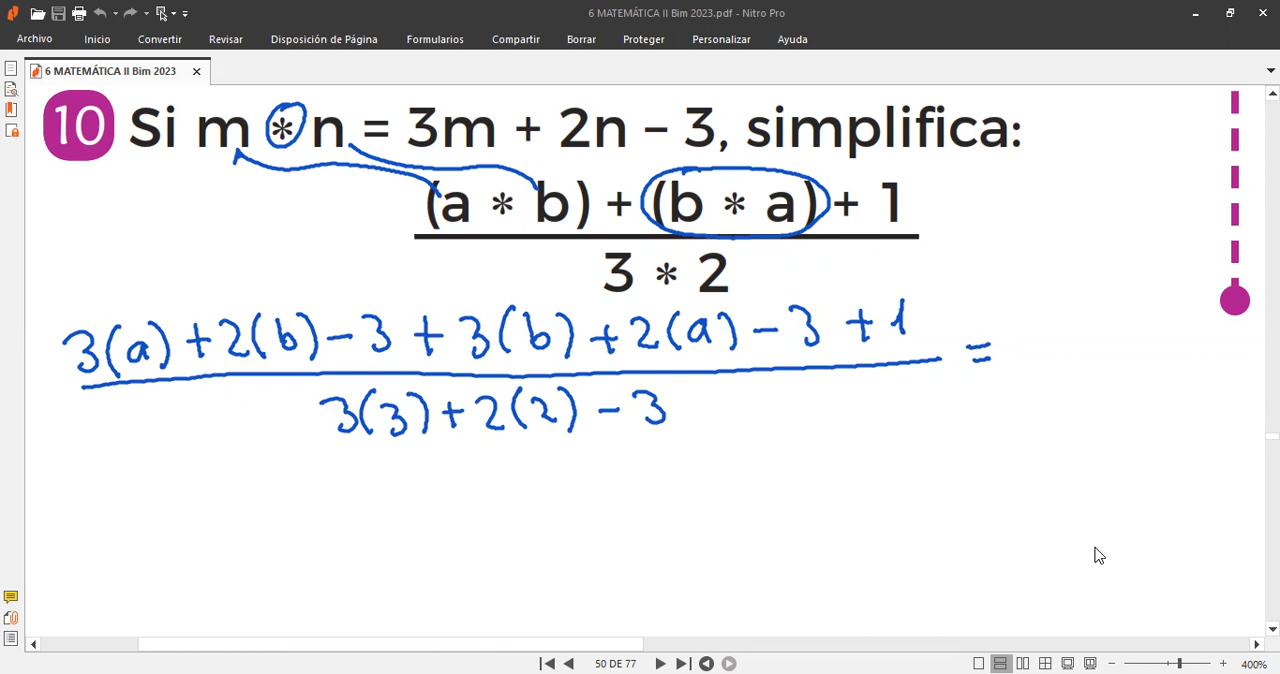 6 MATEMÁTICA II Bim 2023.pdf - Nitro Pro
Archivo Inicio Convertir Revisar Disposición de Página Formularios Compartir Borrar Proteger Personalizar Ayuda
6 MATEMÁTICA II Bim 2023 ×
10 Si m * n = 3m + 2n – 3, simplifica:
(a * b) + (b * a) + 1
3 * 2
3(a) + 2(b) – 3 + 3(b) + 2(a) – 3 + 1 =
3(3) + 2(2) – 3
50 DE 77 400%